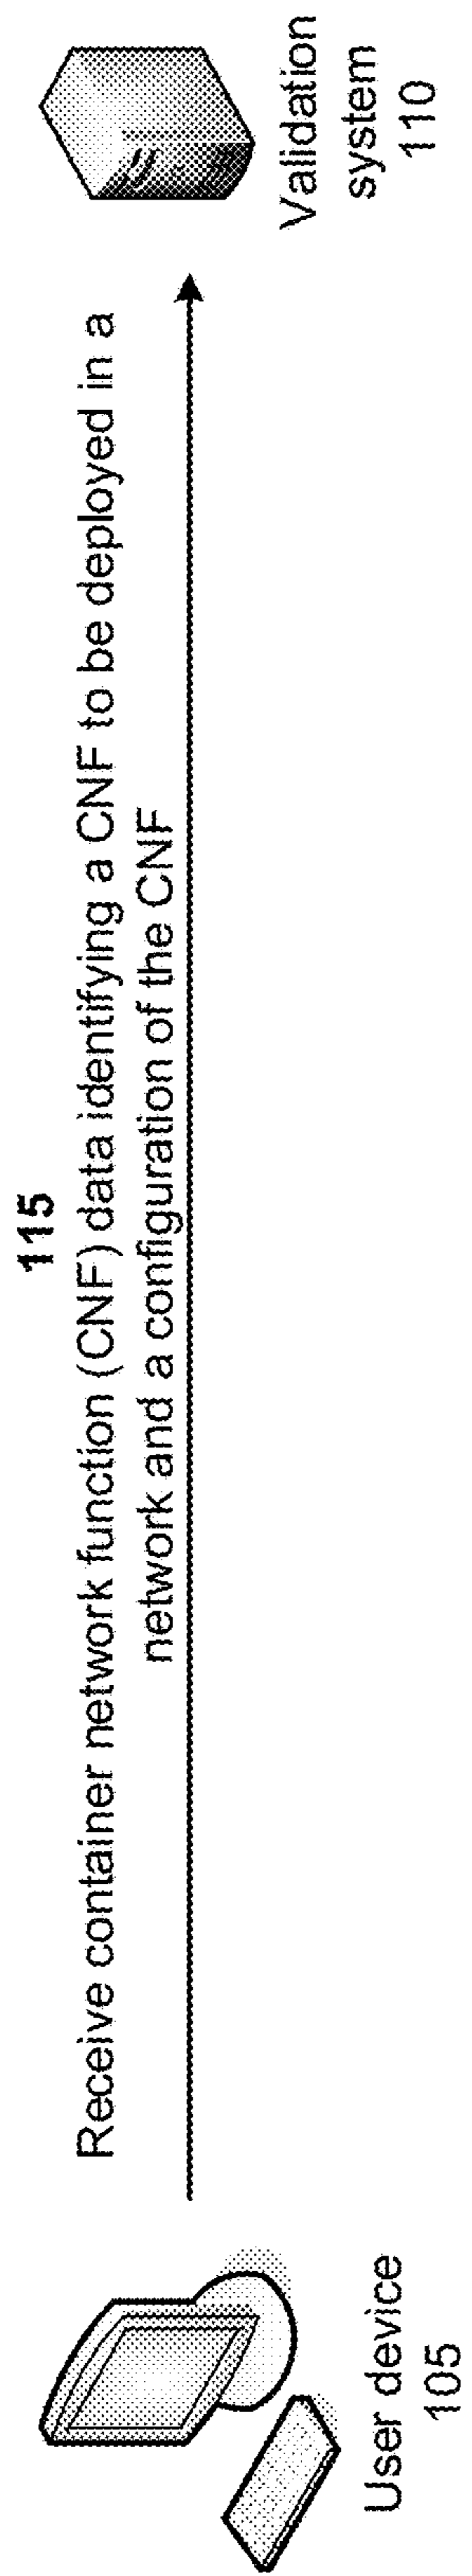 115
Receive container network function (CNF) data identifying a CNF to be deployed in a
network and a configuration of the CNF
User device
105
Validation
system
110